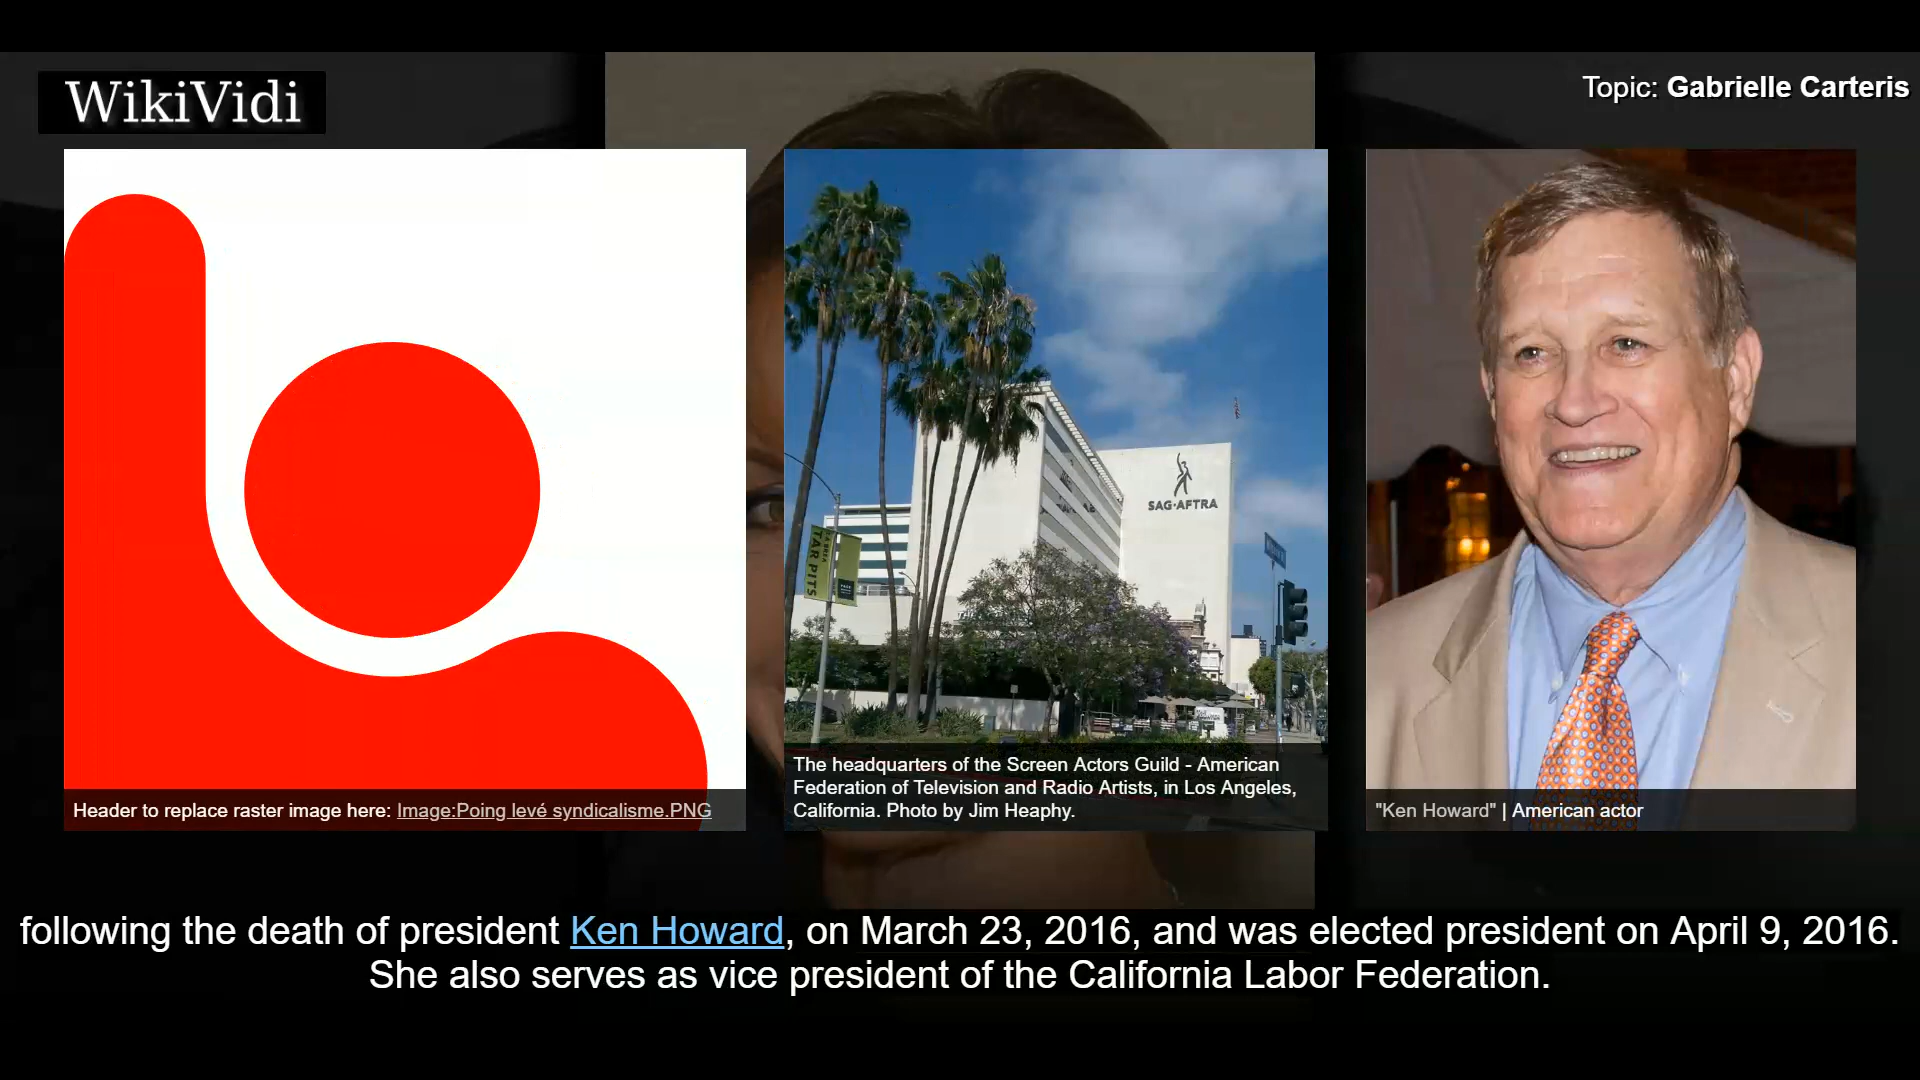 WikiVidi
Topic: Gabrielle Carteris
SAG·AFTRA
TAR PITS
Header to replace raster image here: Image:Poing levé syndicalisme.PNG
The headquarters of the Screen Actors Guild - American
Federation of Television and Radio Artists, in Los Angeles,
California. Photo by Jim Heaphy.
"Ken Howard" | American actor
following the death of president Ken Howard, on March 23, 2016, and was elected president on April 9, 2016.
She also serves as vice president of the California Labor Federation.